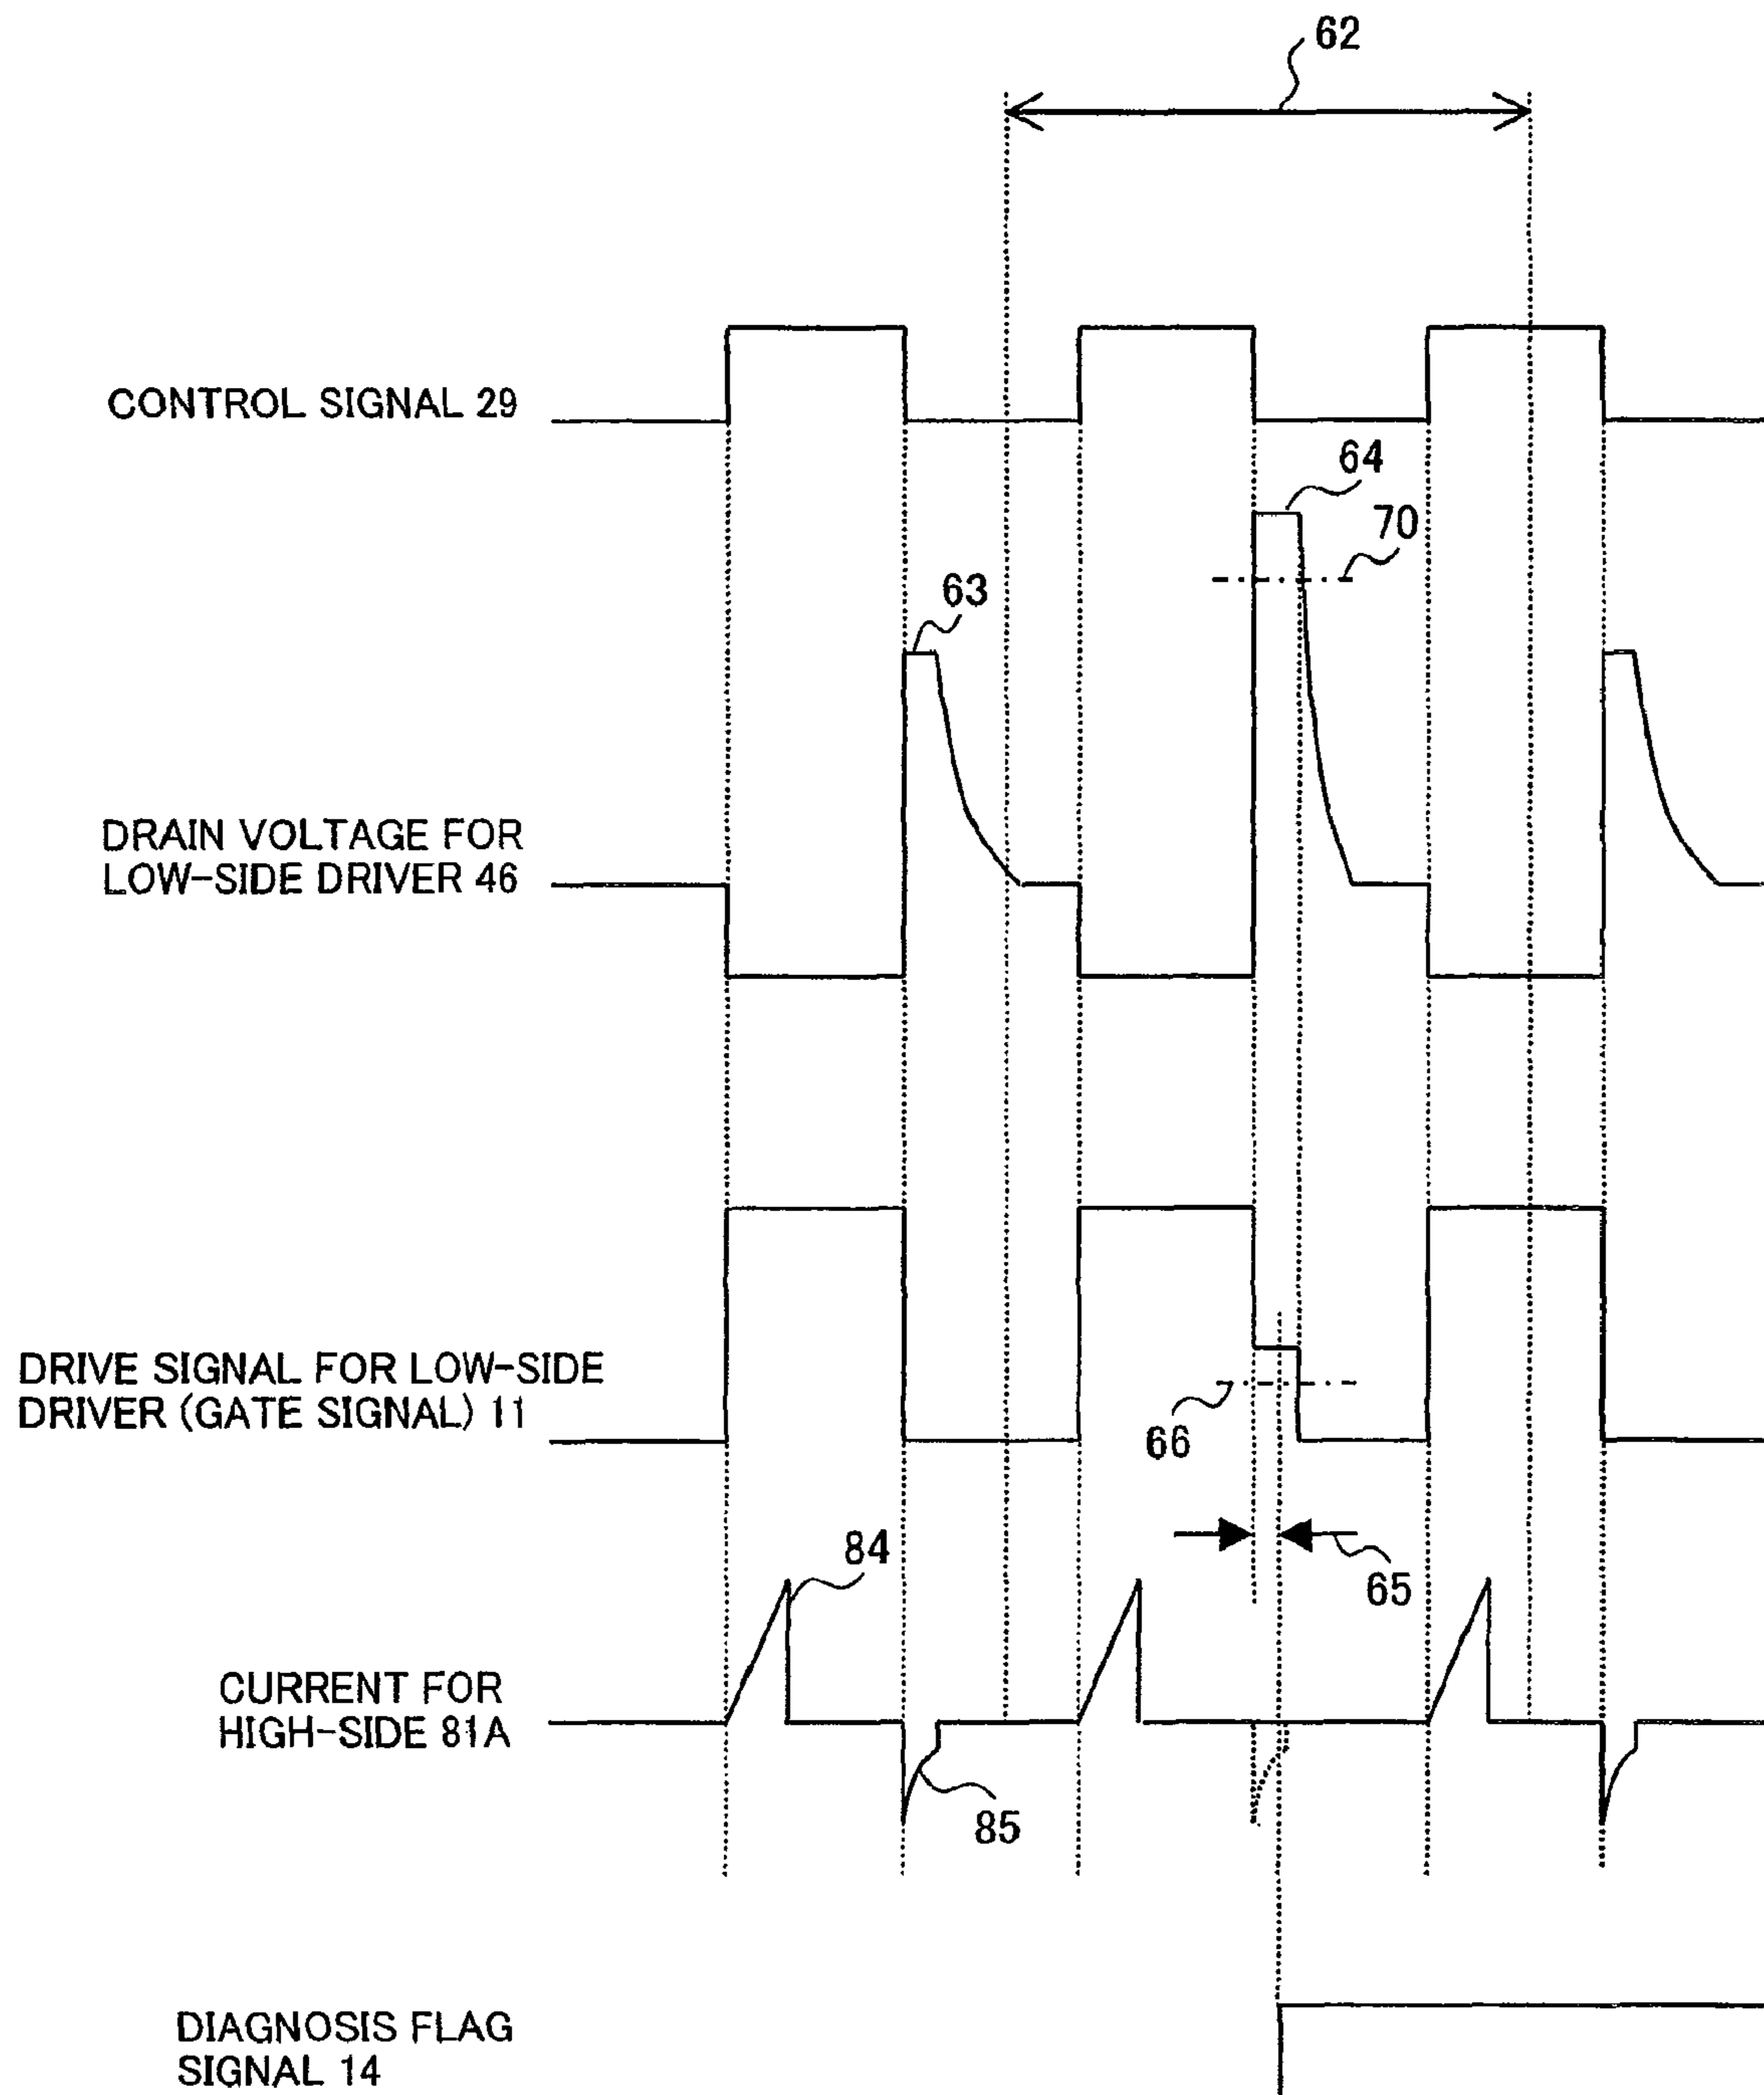 62
CONTROL SIGNAL 29
64
70
63
DRAIN VOLTAGE FOR
LOW-SIDE DRIVER 46
DRIVE SIGNAL FOR LOW-SIDE
DRIVER (GATE SIGNAL) 11
66
84
65
CURRENT FOR
HIGH-SIDE 81A
85
DIAGNOSIS FLAG
SIGNAL 14